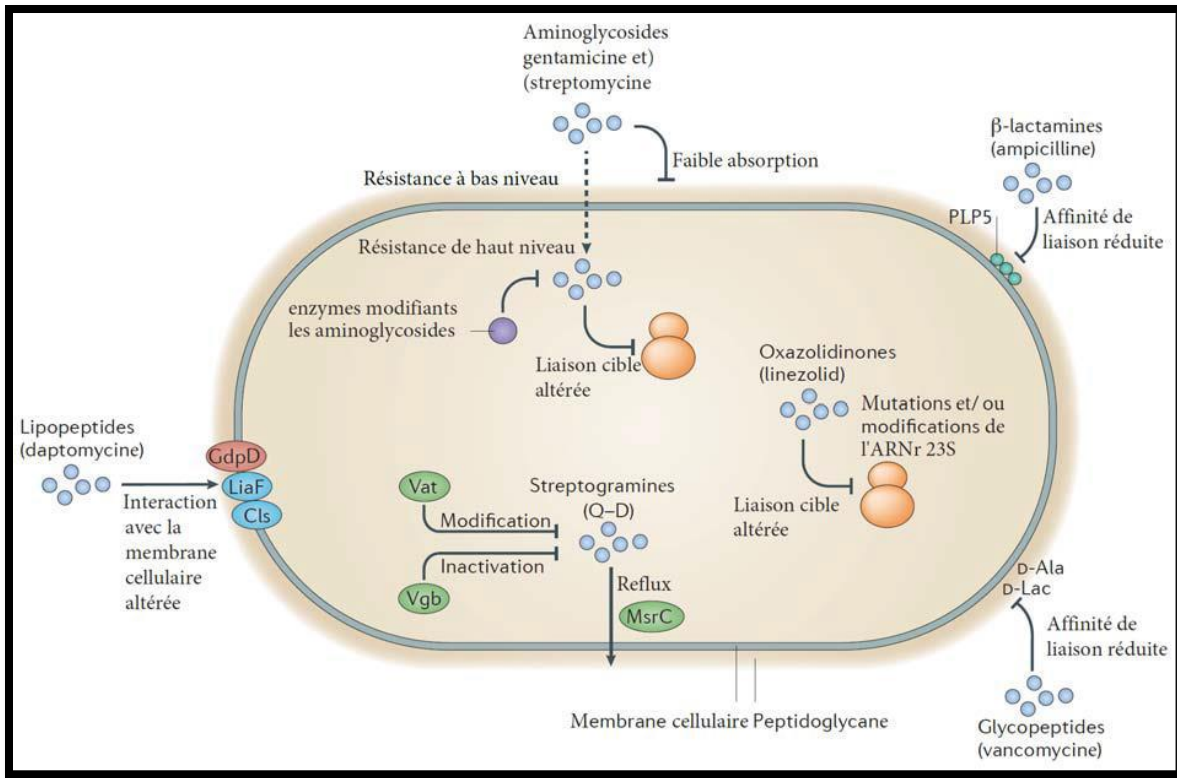 Aminoglycosides
gentamicine et)
(streptomycine
Faible absorption
β-lactamines
(ampicilline)
Résistance à bas niveau
PLP5
Affinité de
liaison réduite
Résistance de haut niveau
enzymes modifiants
les aminoglycosides
Liaison cible
altérée
Oxazolidinones
(linezolid)
Mutations et/ ou
modifications de
l'ARNr 23S
Liaison cible
altérée
Lipopeptides
(daptomycine)
GdpD
LiaF
Cls
Interaction
avec la
membrane
cellulaire
altérée
Vat
Modification
Streptogramines
(Q–D)
Inactivation
Vgb
Reflux
MsrC
D-Ala
D-Lac
Affinité de
liaison réduite
Membrane cellulaire Peptidoglycane
Glycopeptides
(vancomycine)